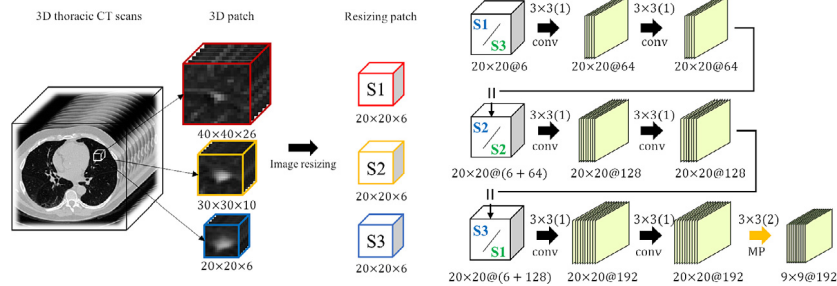 3D thoracic CT scans
3D patch
Resizing patch
40×40×26
30×30×10
20×20×6
Image resizing
S1
20×20×6
S2
20×20×6
S3
20×20×6
S1
S3
20×20@6
3×3(1)
conv
20×20@64
3×3(1)
conv
20×20@64
=
S2
S2
20×20@(6 + 64)
3×3(1)
conv
20×20@128
3×3(1)
conv
20×20@128
=
S3
S1
20×20@(6 + 128)
3×3(1)
conv
20×20@192
3×3(1)
conv
20×20@192
3×3(2)
MP
9×9@192